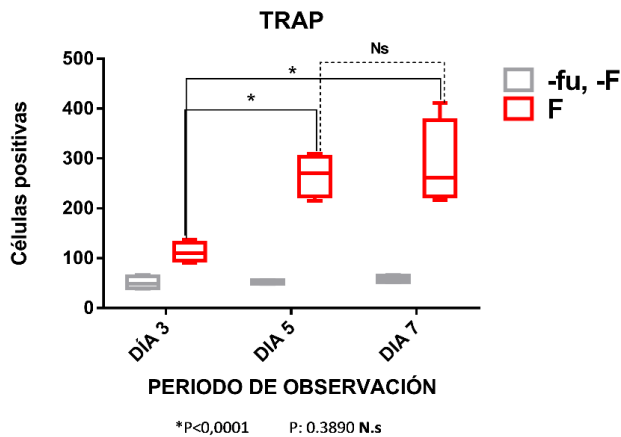 TRAP
Ns
*
*
-fu, -F
F
Células positivas
500
400
300
200
100
0
DÍA 3
DIA 5
DIA 7
PERIODO DE OBSERVACIÓN
*P<0,0001 P: 0.3890 N.s